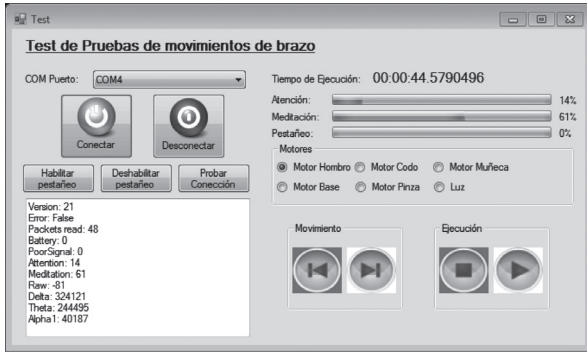 Test
Test de Pruebas de movimientos de brazo
COM Puerto: COM4
Conectar
Desconectar
Habilitar pestañeo
Deshabilitar pestañeo
Probar Conección
Version: 21
Error: False
Packets read: 48
Battery: 0
PoorSignal: 0
Attention: 14
Meditation: 61
Raw: -81
Delta: 324121
Theta: 244495
Alpha1: 40187
Tiempo de Ejecución: 00:00:44.5790496
Atención: 14%
Meditación: 61%
Pestañeo: 0%
Motores
Motor Hombro Motor Codo Motor Muñeca
Motor Base Motor Pinza Luz
Movimiento
Ejecución